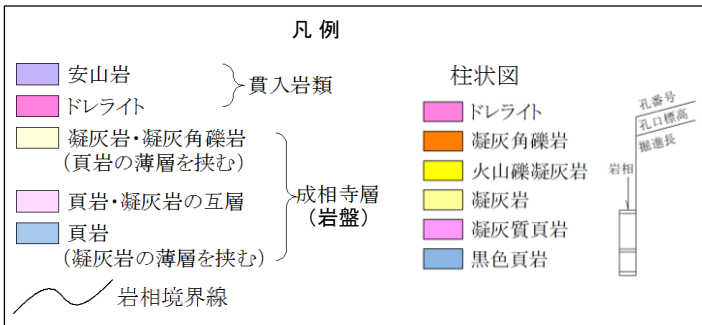 凡例
安山岩
ドレライト
貫入岩類
凝灰岩・凝灰角礫岩
(頁岩の薄層を挟む)
頁岩・凝灰岩の互層
頁岩
(凝灰岩の薄層を挟む)
成相寺層
(岩盤)
岩相境界線
柱状図
ドレライト
凝灰角礫岩
火山礫凝灰岩
凝灰岩
凝灰質頁岩
黒色頁岩
孔番号
孔口標高
掘進長
岩相